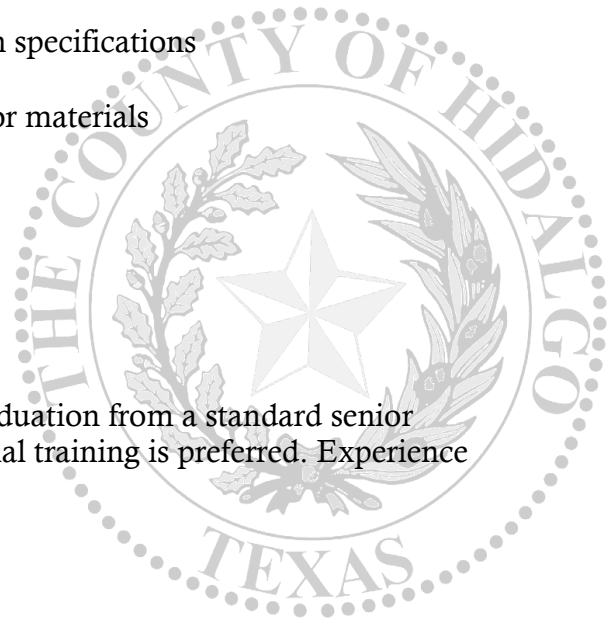 n specifications
or materials
duation from a standard senior
al training is preferred. Experience
THE COUNTY OF HIDALGO
TEXAS